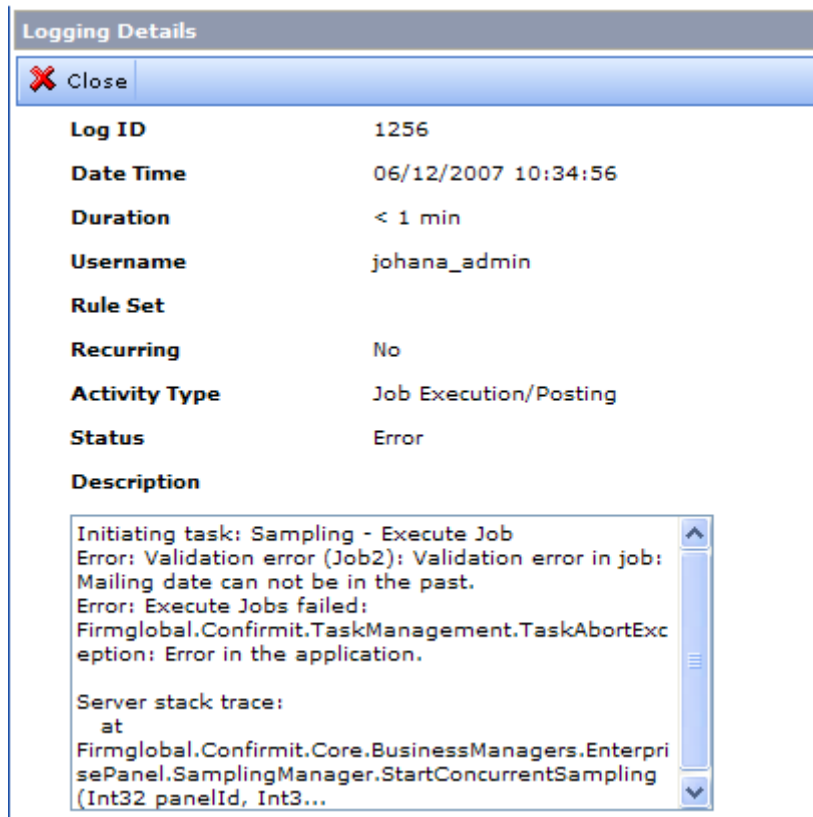 Logging Details
Close
Log ID 1256
Date Time 06/12/2007 10:34:56
Duration < 1 min
Username johana_admin
Rule Set
Recurring No
Activity Type Job Execution/Posting
Status Error
Description
Initiating task: Sampling - Execute Job
Error: Validation error (Job2): Validation error in job:
Mailing date can not be in the past.
Error: Execute Jobs failed:
Firmglobal.Confirmit.TaskManagement.TaskAbortExc
eption: Error in the application.
Server stack trace:
at
Firmglobal.Confirmit.Core.BusinessManagers.Enterpri
sePanel.SamplingManager.StartConcurrentSampling
(Int32 panelId, Int3...